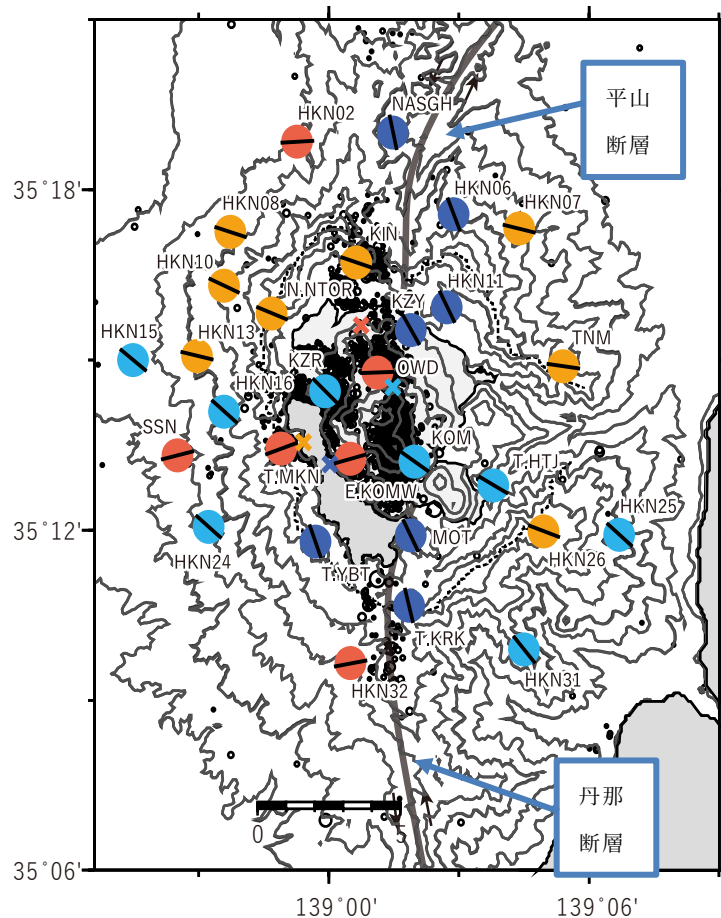 平山
断層
HKN02
NASGH
35°18'
HKN06
HKN07
HKN08
KIN
HKN10
N.NTOR
HKN11
KZY
HKN15
HKN13
TNM
KZR
OWD
HKN16
SSN
KOM
T.MKN
E.KOMW
T.HTJ
35°12'
HKN25
MOT
HKN24
HKN26
T.YBT
T.KRK
HKN31
HKN32
丹那
断層
0
5
35°06'
139°00'
139°06'